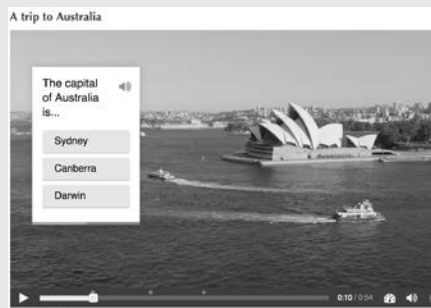 A trip to Australia
The capital
of Australia
is...
Sydney
Canberra
Darwin
0:10 / 0:54